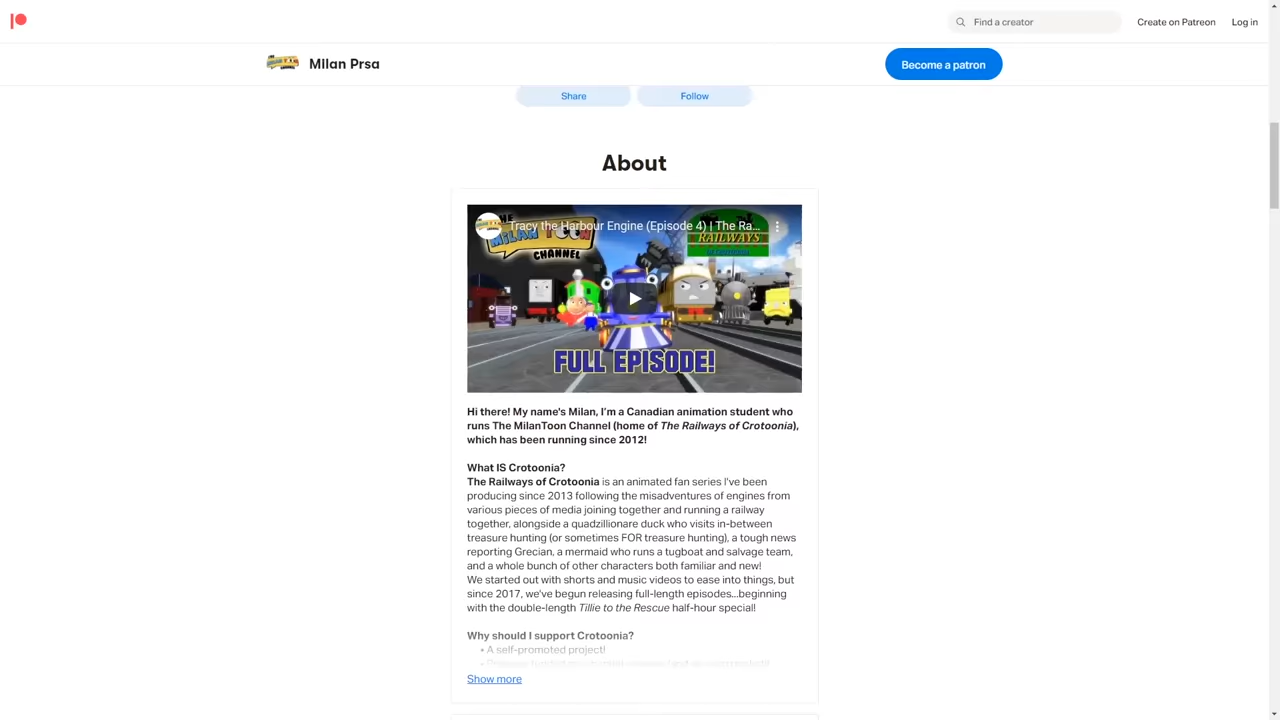 Find a creator
Create on Patreon
Log in
MIlan Prsa
Become a patron
Share
Follow
About
Tracy the Harbour Engine (Episode 4) | The Ra...
THE
MILAN TOON
CHANNEL
RAILWAYS
FULL EPISODE!
Hi there! My name's Milan, I'm a Canadian animation student who
runs The MilanToon Channel (home of The Railways of Crotoonia),
which has been running since 2012!
What IS Crotoonia?
The Railways of Crotoonia is an animated fan series I've been
producing since 2013 following the misadventures of engines from
various pieces of media joining together and running a railway
together, alongside a quadzillionare duck who visits in-between
treasure hunting (or sometimes FOR treasure hunting), a tough news
reporting Grecian, a mermaid who runs a tugboat and salvage team,
and a whole bunch of other characters both familiar and new!
We started out with shorts and music videos to ease into things, but
since 2017, we've begun releasing full-length episodes...beginning
with the double-length Tillie to the Rescue half-hour special!
Why should I support Crotoonia?
• A self-promoted project!
Show more